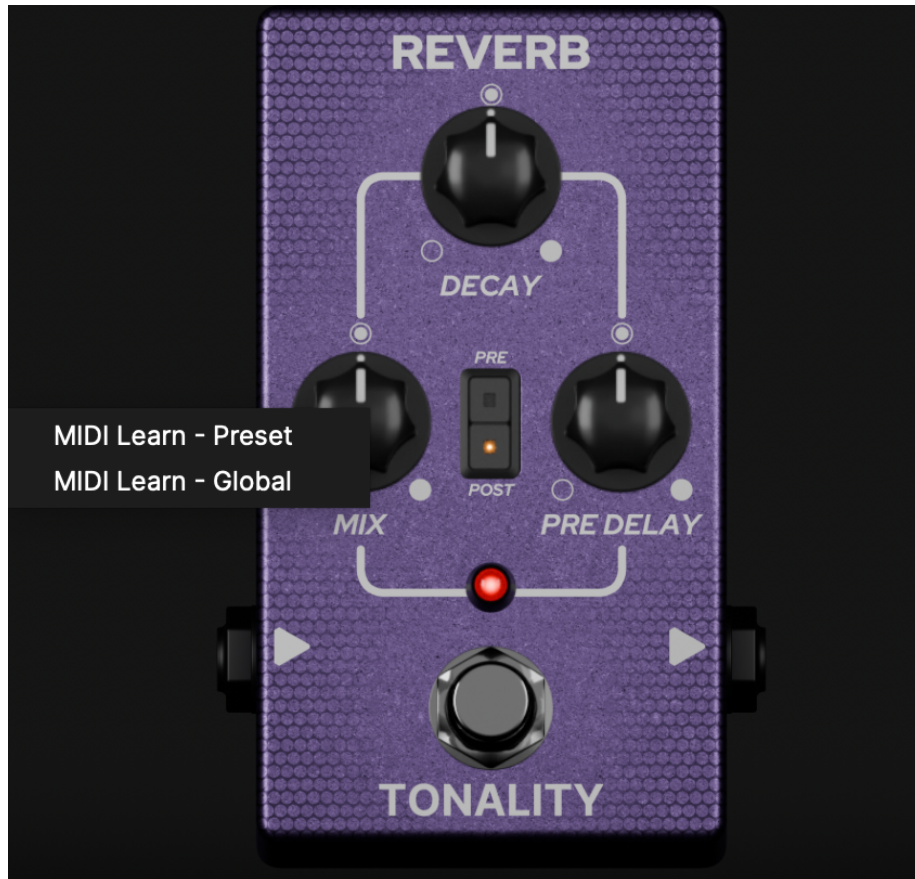 REVERB
DECAY
PRE
MIDI Learn - Preset
MIDI Learn - Global
POST
MIX
PRE DELAY
TONALITY